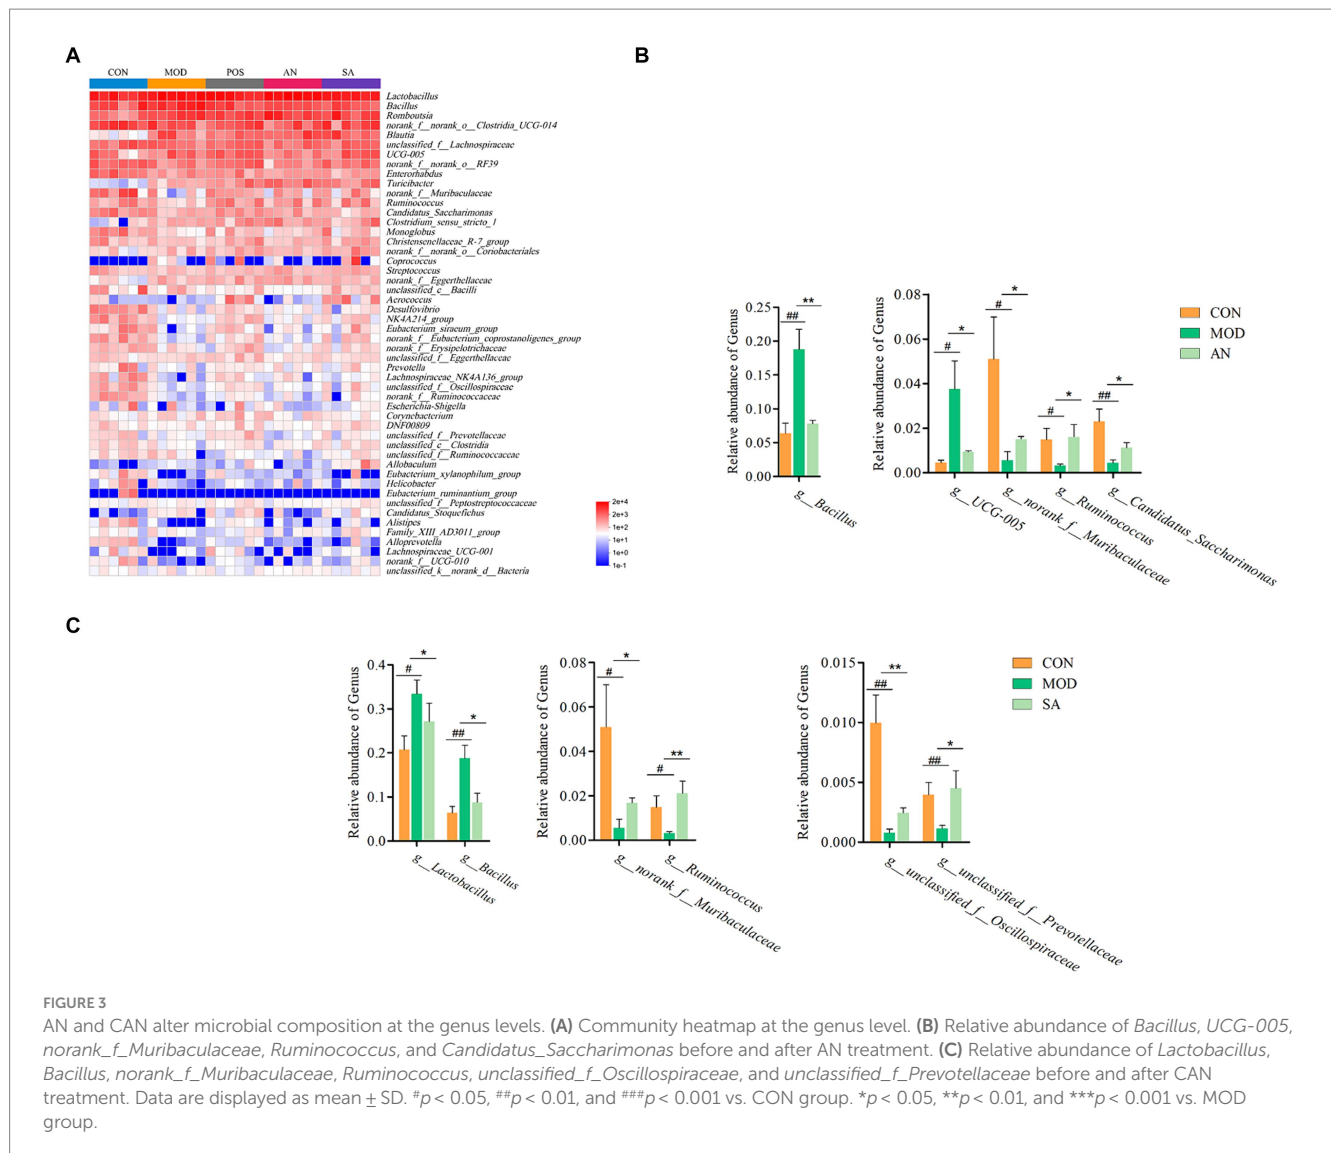 A
CON MOD POS AN SA
Lactobacillus
Bacillus
Romboutsia
norank_f__norank_o__Clostridia_UCG-014
Blautia
unclassified_f__Lachnospiraceae
UCG-005
norank_f__norank_o__RF39
Enterorhabdus
Turicibacter
norank_f__Muribaculaceae
Ruminococcus
Candidatus_Saccharimonas
Clostridium_sensu_stricto_1
Monoglobus
Christensenellaceae_R-7_group
norank_f__norank_o__Coriobacteriales
Coprococcus
Streptococcus
norank_f__Eggerthellaceae
unclassified_c__Bacilli
Aerococcus
Desulfovibrio
NK4A214_group
Eubacterium_siraeum_group
norank_f__Eubacterium_coprostanoligenes_group
norank_f__Erysipelotrichaceae
unclassified_f__Eggerthellaceae
Prevotella
Lachnospiraceae_NK4A136_group
unclassified_f__Oscillospiraceae
norank_f__Ruminococcaceae
Escherichia-Shigella
Corynebacterium
DNF00809
unclassified_f__Prevotellaceae
unclassified_c__Clostridia
unclassified_f__Ruminococcaceae
Allobaculum
Eubacterium_xylanophilum_group
Helicobacter
Eubacterium_ruminantium_group
unclassified_f__Peptostreptococcaceae
Candidatus_Stoquefichus
Alistipes
Family_XIII_AD3011_group
Alloprevotella
Lachnospiraceae_UCG-001
norank_f__UCG-010
unclassified_k__norank_d__Bacteria
2e+4
2e+2
1e+2
1e+1
1e+0
1e-1
B
Relative abundance of Genus
0.25
0.20
0.15
0.10
0.05
0.00
## **
g__Bacillus
Relative abundance of Genus
0.08
0.06
0.04
0.02
0.00
# *
# *
# *
## *
g__UCG-005
g__norank_f__Muribaculaceae
g__Ruminococcus
g__Candidatus_Saccharimonas
CON
MOD
AN
C
Relative abundance of Genus
0.4
0.3
0.2
0.1
0.0
# *
## *
g__Lactobacillus
g__Bacillus
Relative abundance of Genus
0.08
0.06
0.04
0.02
0.00
# *
# **
g__norank_f__Muribaculaceae
g__Ruminococcus
Relative abundance of Genus
0.015
0.010
0.005
0.000
## **
## *
g__unclassified_f__Oscillospiraceae
g__unclassified_f__Prevotellaceae
CON
MOD
SA
FIGURE 3
AN and CAN alter microbial composition at the genus levels. (A) Community heatmap at the genus level. (B) Relative abundance of Bacillus, UCG-005,
norank_f_Muribaculaceae, Ruminococcus, and Candidatus_Saccharimonas before and after AN treatment. (C) Relative abundance of Lactobacillus,
Bacillus, norank_f_Muribaculaceae, Ruminococcus, unclassified_f_Oscillospiraceae, and unclassified_f_Prevotellaceae before and after CAN
treatment. Data are displayed as mean ± SD. #p < 0.05, ##p < 0.01, and ###p < 0.001 vs. CON group. *p < 0.05, **p < 0.01, and ***p < 0.001 vs. MOD
group.